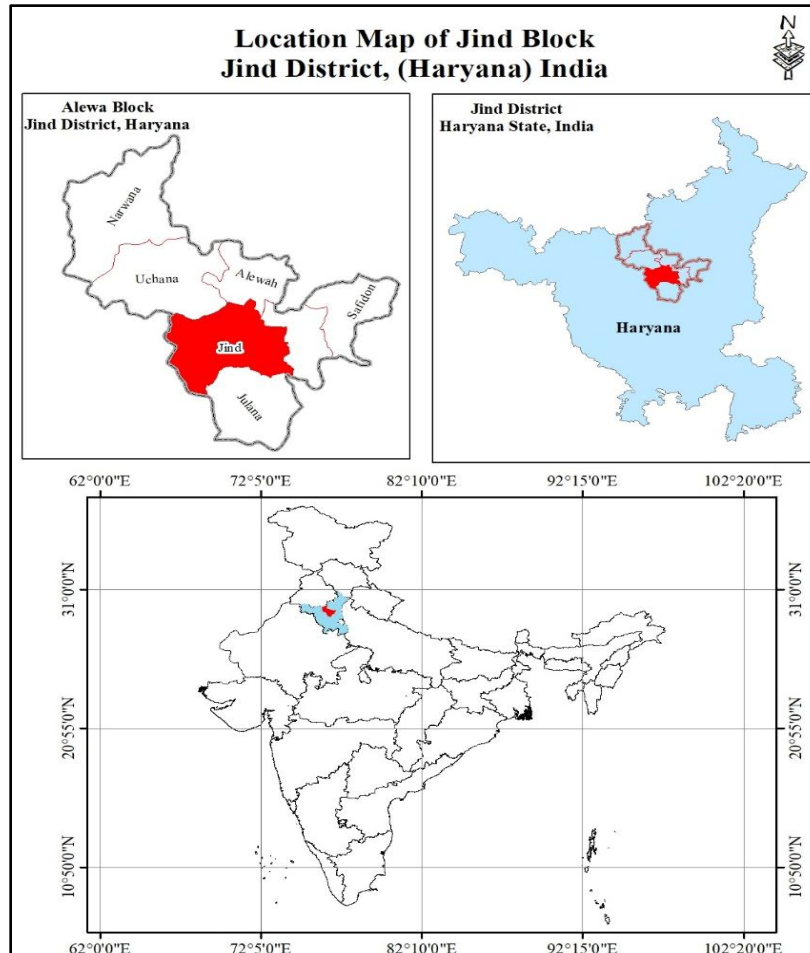 Location Map of Jind Block
Jind District, (Haryana) India
N
Alewa Block
Jind District, Haryana
Narwana
Uchana
Alewah
Safidon
Jind
Julana
Jind District
Haryana State, India
Haryana
62°0'0"E 72°5'0"E 82°10'0"E 92°15'0"E 102°20'0"E
31°0'0"N 31°0'0"N
20°55'0"N 20°55'0"N
10°50'0"N 10°50'0"N
62°0'0"E 72°5'0"E 82°10'0"E 92°15'0"E 102°20'0"E